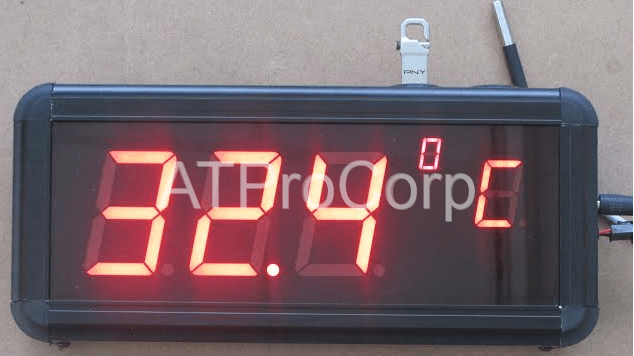 PNY
32.4 °C
ATProCorp